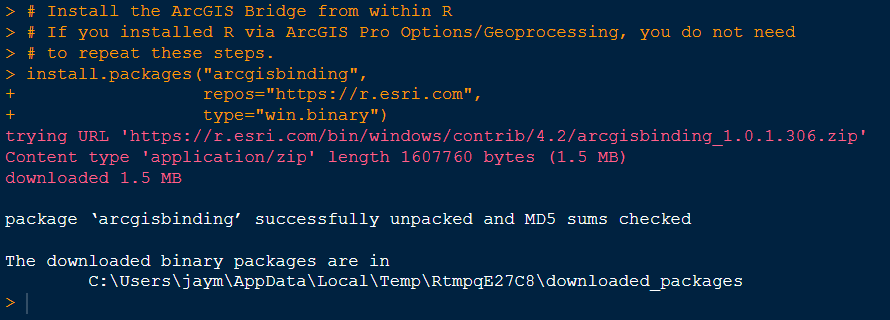 > # Install the ArcGIS Bridge from within R
> # If you installed R via ArcGIS Pro Options/Geoprocessing, you do not need
> # to repeat these steps.
> install.packages("arcgisbinding",
+                  repos="https://r.esri.com",
+                  type="win.binary")
trying URL 'https://r.esri.com/bin/windows/contrib/4.2/arcgisbinding_1.0.1.306.zip'
Content type 'application/zip' length 1607760 bytes (1.5 MB)
downloaded 1.5 MB
package ‘arcgisbinding’ successfully unpacked and MD5 sums checked
The downloaded binary packages are in
        C:\Users\jaym\AppData\Local\Temp\RtmpqE27C8\downloaded_packages
>